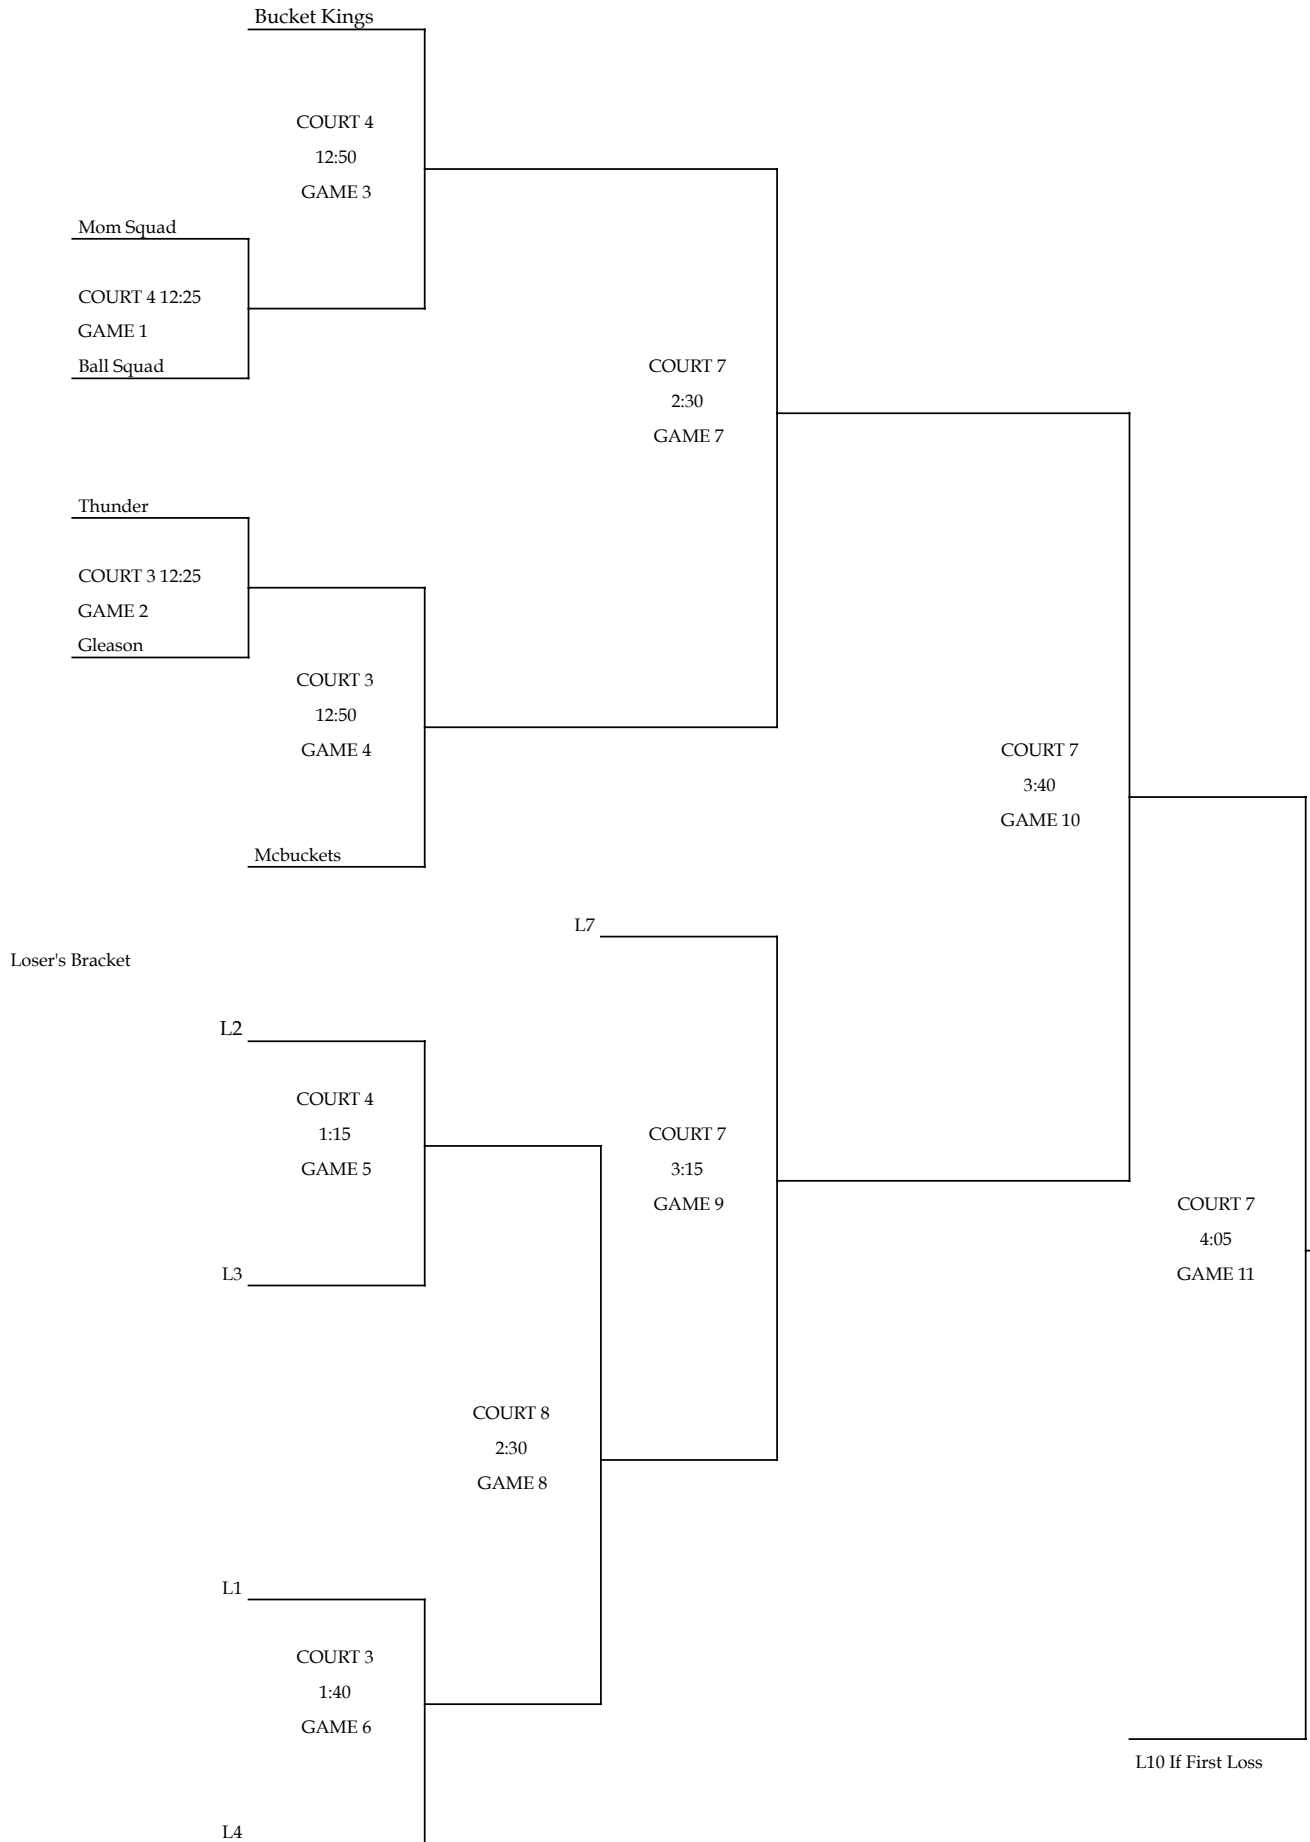 Bucket Kings
COURT 4
12:50
GAME 3
Mom Squad
COURT 4 12:25
GAME 1
Ball Squad
COURT 7
2:30
GAME 7
Thunder
COURT 3 12:25
GAME 2
Gleason
COURT 3
12:50
GAME 4
COURT 7
3:40
GAME 10
Mcbuckets
L7
Loser's Bracket
L2
COURT 4
1:15
GAME 5
COURT 7
3:15
GAME 9
L3
COURT 7
4:05
GAME 11
COURT 8
2:30
GAME 8
L1
COURT 3
1:40
GAME 6
L10 If First Loss
L4